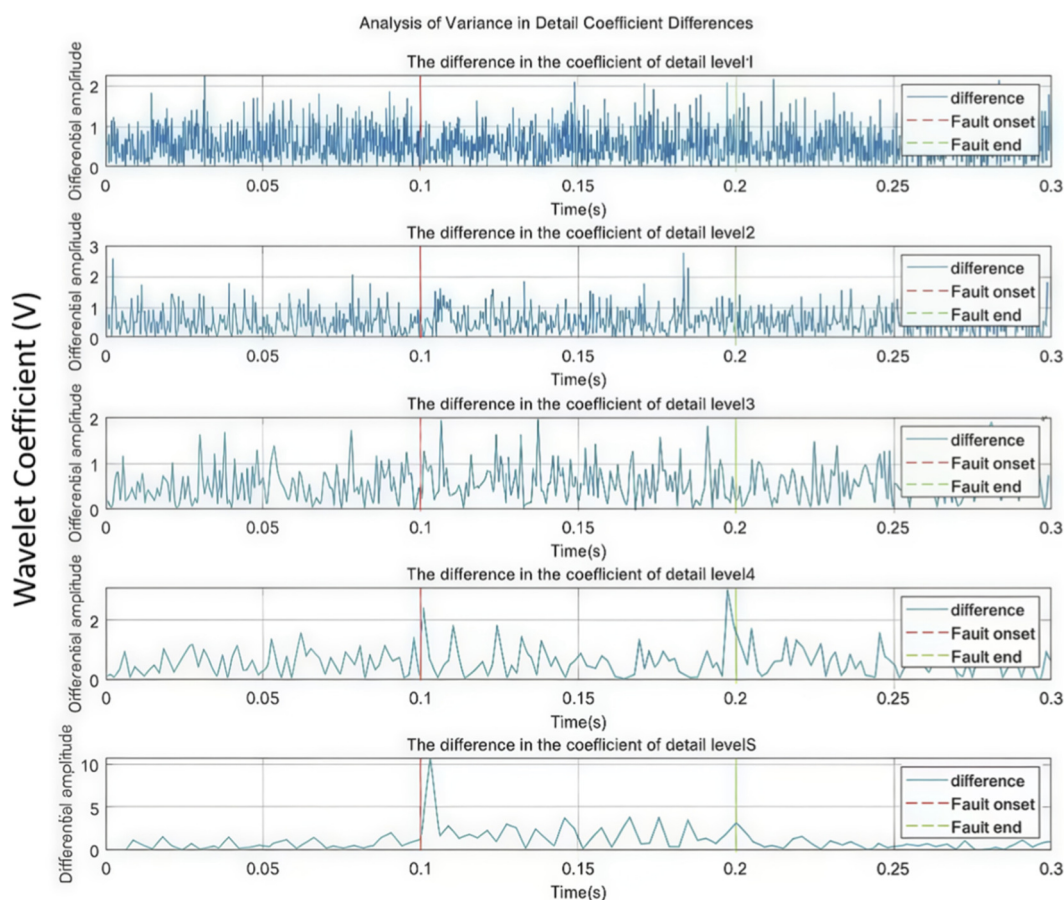 Analysis of Variance in Detail Coefficient Differences
Wavelet Coefficient (V)
The difference in the coeflicient of detail level'l
Oifferenbal amplfude
2
1
0
difference
Fault onset
Fault end
0 0.05 0.1 0.15 0.2 0.25 0.3
Time(s)
The difference in the coeflicient of detail level2
Differenbal amplifude
3
2
1
0
difference
Fault onset
Fault end
0 0.05 0.1 0.15 0.2 0.25 0.3
Time(s)
The difference in the coeflicient of detail level3
Differential amplifude
2
1
0
difference
Fault onset
Fault end
0 0.05 0.1 0.15 0.2 0.25 0.3
Time(s)
The difference in the coeflicient of detail level4
Differential amplifude
2
0
difference
Fault onset
Fault end
0 0.05 0.1 0.15 0.2 0.25 0.3
Time(s)
The difference in the coeflicient of detail levelS
Differential amplifude
10
5
0
difference
Fault onset
Fault end
0 0.05 0.1 0.15 0.2 0.25 0.3
Time(s)